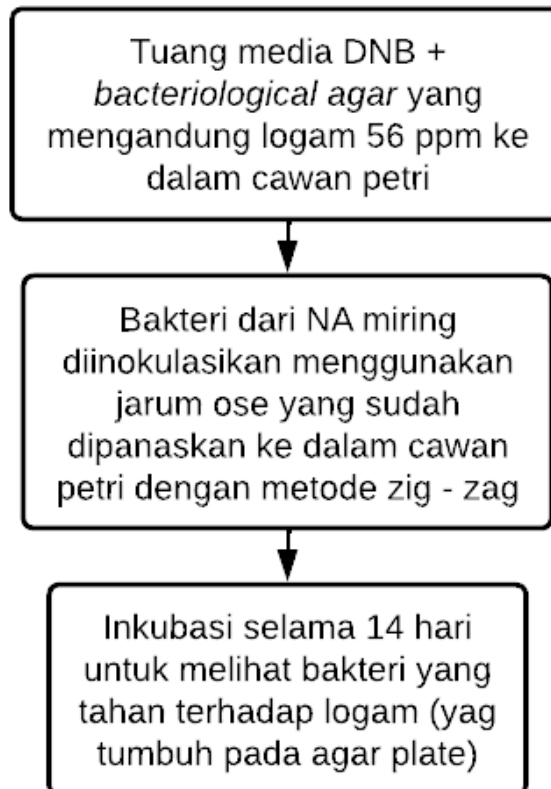 Tuang media DNB +
bacteriological agar yang
mengandung logam 56 ppm ke
dalam cawan petri
Bakteri dari NA miring
diinokulasikan menggunakan
jarum ose yang sudah
dipanaskan ke dalam cawan
petri dengan metode zig - zag
Inkubasi selama 14 hari
untuk melihat bakteri yang
tahan terhadap logam (yag
tumbuh pada agar plate)